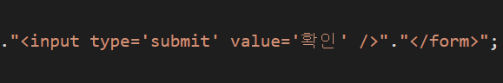 ."<input type='submit' value='확인' />"."</form>";